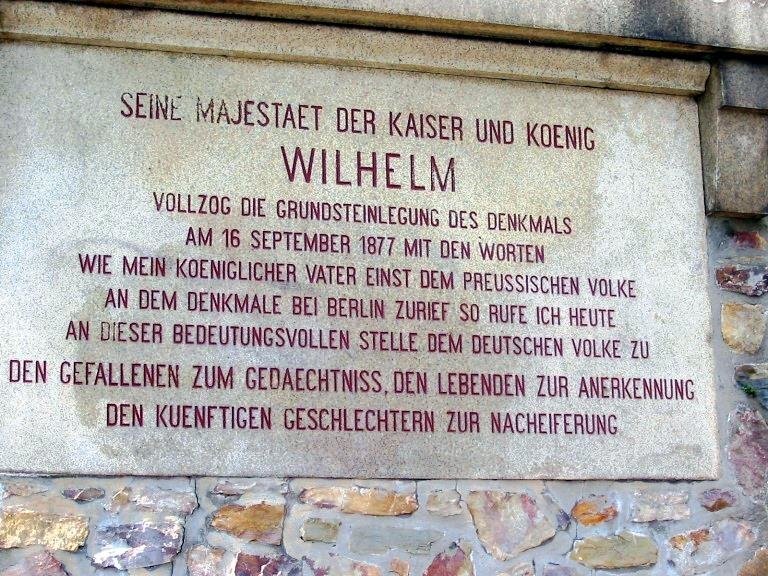 SEINE MAJESTAET DER KAISER UND KOENIG
WILHELM
VOLLZOG DIE GRUNDSTEINLEGUNG DES DENKMALS
AM 16 SEPTEMBER 1877 MIT DEN WORTEN
WIE MEIN KOENIGLICHER VATER EINST DEM PREUSSISCHEN VOLKE
AN DEM DENKMALE BEI BERLIN ZURIEF SO RUFE ICH HEUTE
AN DIESER BEDEUTUNGSVOLLEN STELLE DEM DEUTSCHEN VOLKE ZU
DEN GEFALLENEN ZUM GEDAECHTNISS, DEN LEBENDEN ZUR ANERKENNUNG
DEN KUENFTIGEN GESCHLECHTERN ZUR NACHEIFERUNG